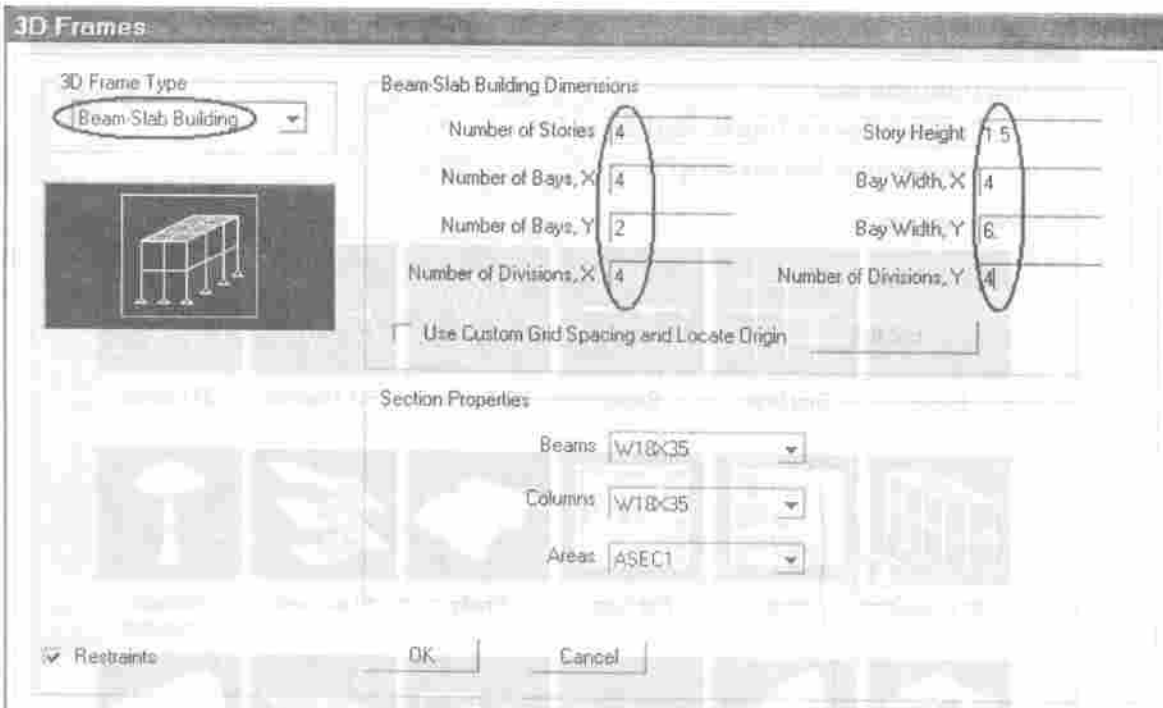 3D Frames
3D Frame Type
Beam-Slab Building
Beam-Slab Building Dimensions
Number of Stories 4
Story Height 1.5
Number of Bays, X 4
Bay Width, X 4
Number of Bays, Y 2
Bay Width, Y 6.
Number of Divisions, X 4
Number of Divisions, Y 4
Use Custom Grid Spacing and Locate Origin
Section Properties
Beams W18X35
Columns W18X35
Areas ASEC1
Restraints
OK
Cancel